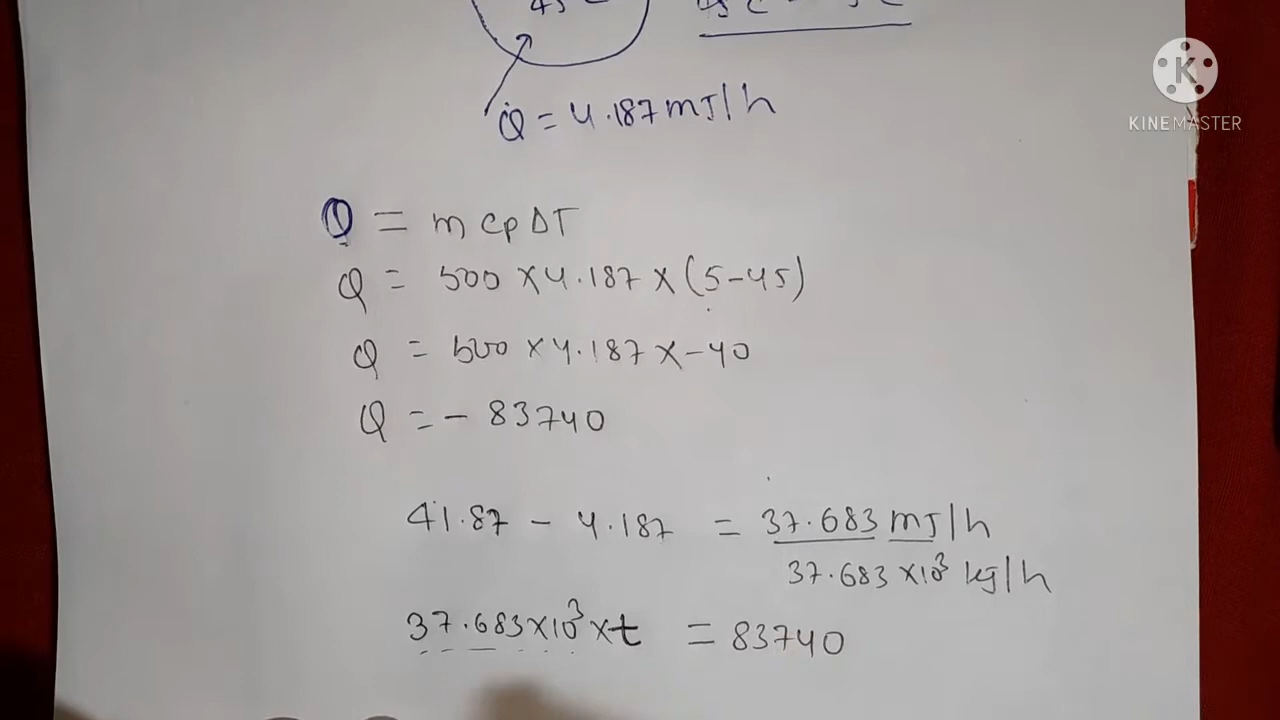 KINEMASTER
Q̇ = 4.187 mJ/h
Q = m Cp ΔT
Q = 500 × 4.187 × (5-45)
Q = 500 × 4.187 × -40
Q = - 83740
41.87 - 4.187 = 37.683 mJ/h
37.683 × 10³ kJ/h
37.683 × 10³ × t = 83740